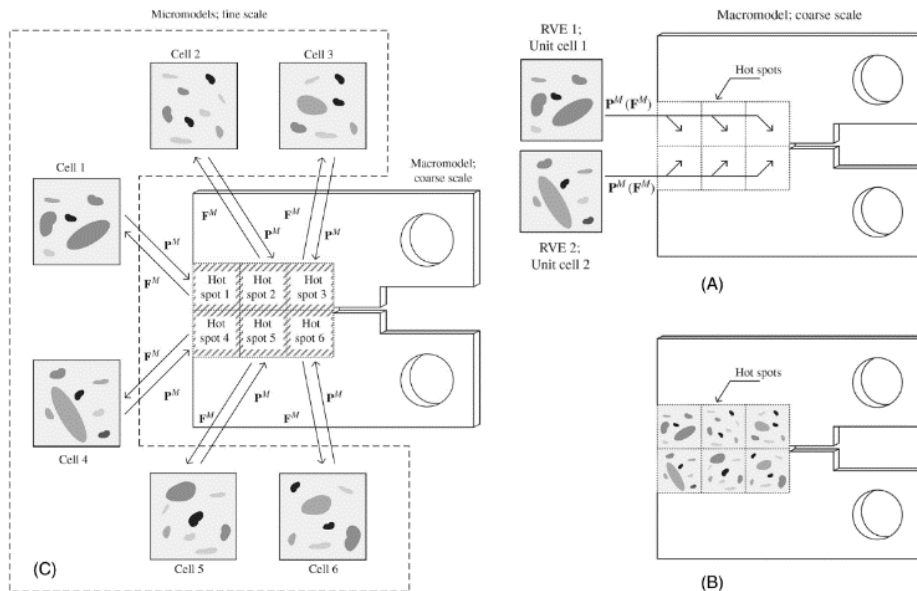 Micromodels; fine scale
Cell 2
Cell 3
Cell 1
Macromodel;
coarse scale
F^M
P^M
F^M
P^M
P^M
F^M
Hot
spot 1
Hot
spot 2
Hot
spot 3
Hot
spot 4
Hot
spot 5
Hot
spot 6
F^M
P^M
F^M
P^M
F^M
P^M
Cell 4
Cell 5
Cell 6
(C)
Macromodel; coarse scale
RVE 1;
Unit cell 1
Hot spots
P^M (F^M)
P^M (F^M)
RVE 2;
Unit cell 2
(A)
Hot spots
(B)